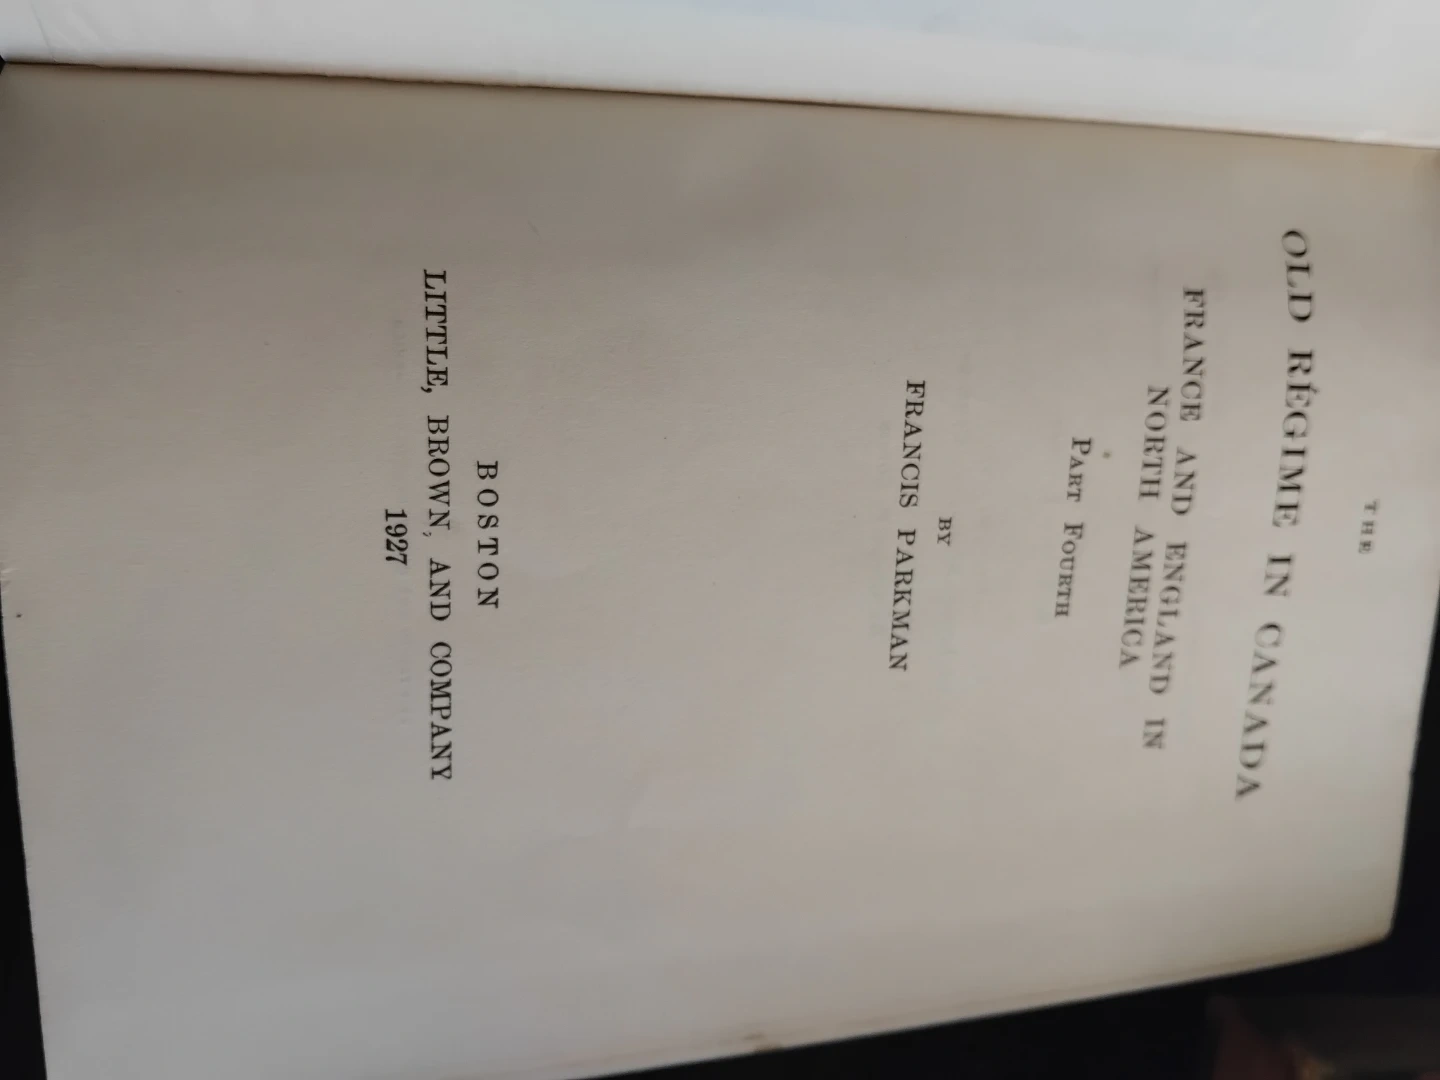 THE
OLD RÉGIME IN CANADA
FRANCE AND ENGLAND IN
NORTH AMERICA
PART FOURTH
BY
FRANCIS PARKMAN
BOSTON
LITTLE, BROWN, AND COMPANY
1927